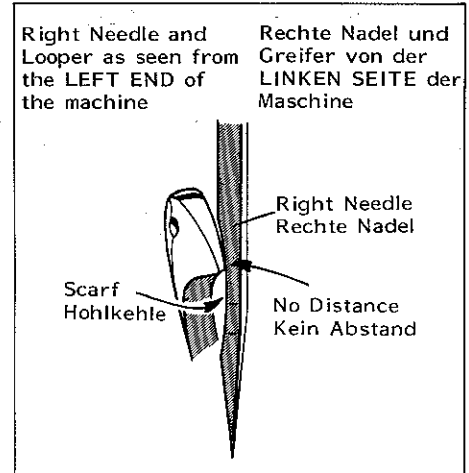 Right Needle and
Looper as seen from
the LEFT END of
the machine
Rechte Nadel und
Greifer von der
LINKEN SEITE der
Maschine
Right Needle
Rechte Nadel
Scarf
Hohlkehle
No Distance
Kein Abstand